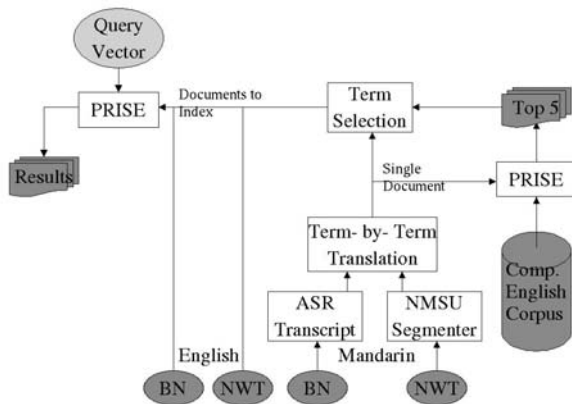 Query
Vector
PRISE
Documents to
Index
Term
Selection
Top 5
Results
Single
Document
PRISE
Term- by- Term
Translation
Comp.
English
Corpus
ASR
Transcript
NMSU
Segmenter
English
Mandarin
BN
NWT
BN
NWT